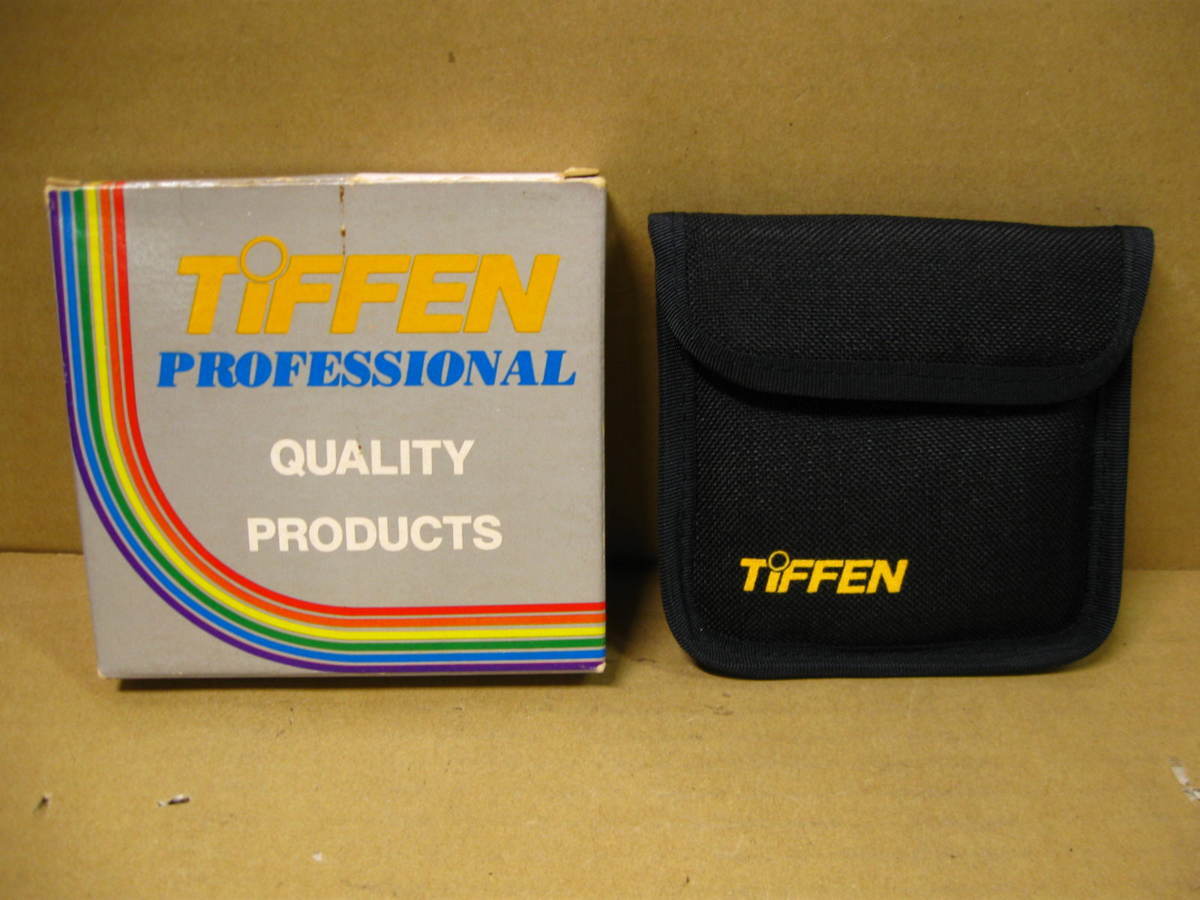 TiFFEN
PROFESSIONAL
QUALITY
PRODUCTS
TiFFEN